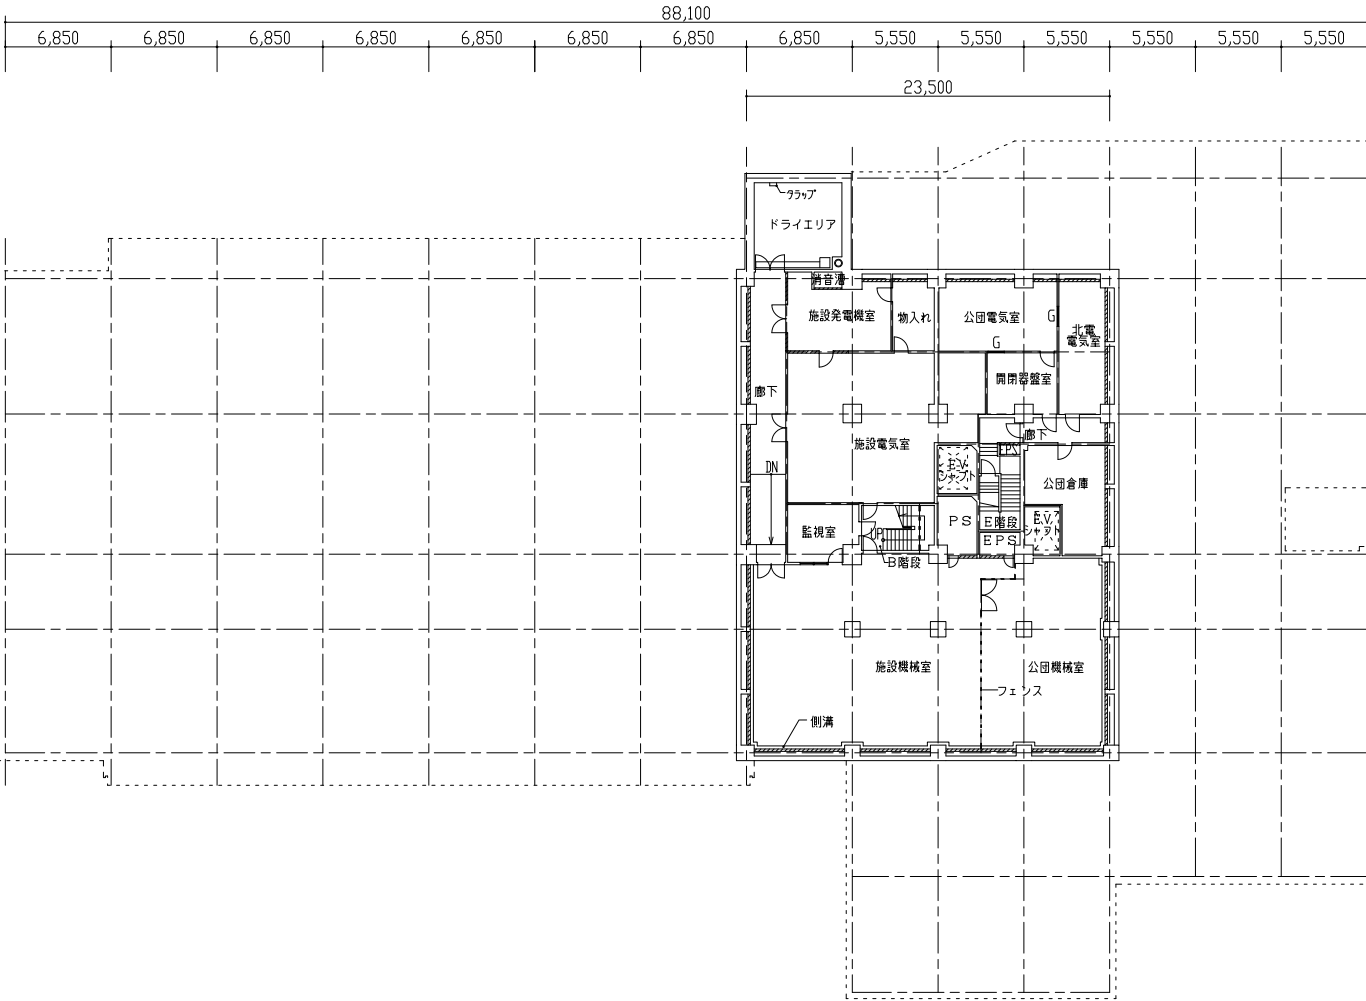 88,100
6,850 6,850 6,850 6,850 6,850 6,850 6,850 6,850 5,550 5,550 5,550 5,550 5,550 5,550
23,500
タラップ
ドライエリア
消音溝
施設発電機室
物入れ
公団電気室
G
北電
電気室
G
開閉器盤室
廊下
廊下
施設電気室
EPS
DN
E.V
シャフト
公団倉庫
PS
E階段
E.V
シャフト
監視室
UP
EPS
B階段
施設機械室
公団機械室
フェンス
側溝